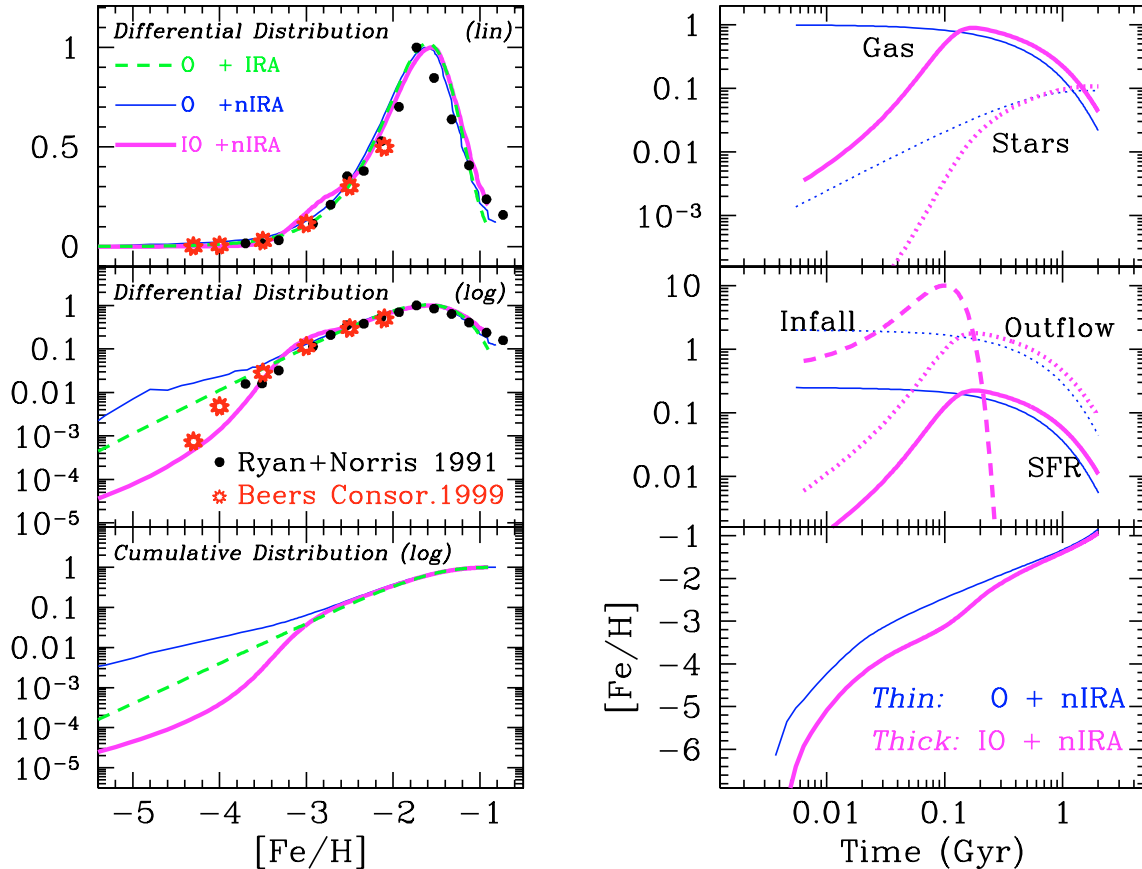 Differential Distribution (lin)
O + IRA
O +nIRA
IO +nIRA
1
0.5
0
Differential Distribution (log)
1
0.1
0.01
10−3
10−4
10−5
Ryan+Norris 1991
Beers Consor.1999
Cumulative Distribution (log)
1
0.1
0.01
10−3
10−4
10−5
−5 −4 −3 −2 −1
[Fe/H]
1
0.1
0.01
10−3
Gas
Stars
10
1
0.1
0.01
Infall
Outflow
SFR
−1
−2
−3
−4
−5
−6
[Fe/H]
Thin: O + nIRA
Thick: IO + nIRA
0.01 0.1 1
Time (Gyr)